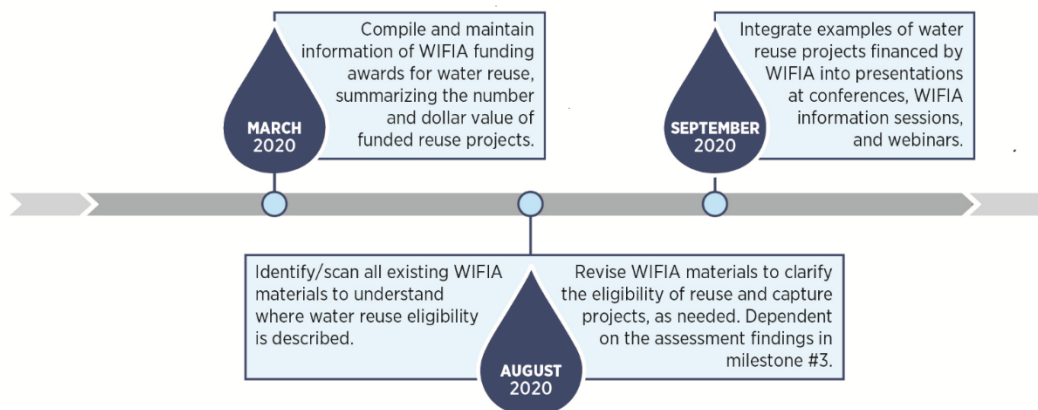 Compile and maintain
information of WIFIA funding
awards for water reuse,
summarizing the number
and dollar value of
funded reuse projects.
MARCH
2020
Integrate examples of water
reuse projects financed by
WIFIA into presentations
at conferences, WIFIA
information sessions,
and webinars.
SEPTEMBER
2020
Identify/scan all existing WIFIA
materials to understand
where water reuse eligibility
is described.
Revise WIFIA materials to clarify
the eligibility of reuse and capture
projects, as needed. Dependent
on the assessment findings in
milestone #3.
AUGUST
2020